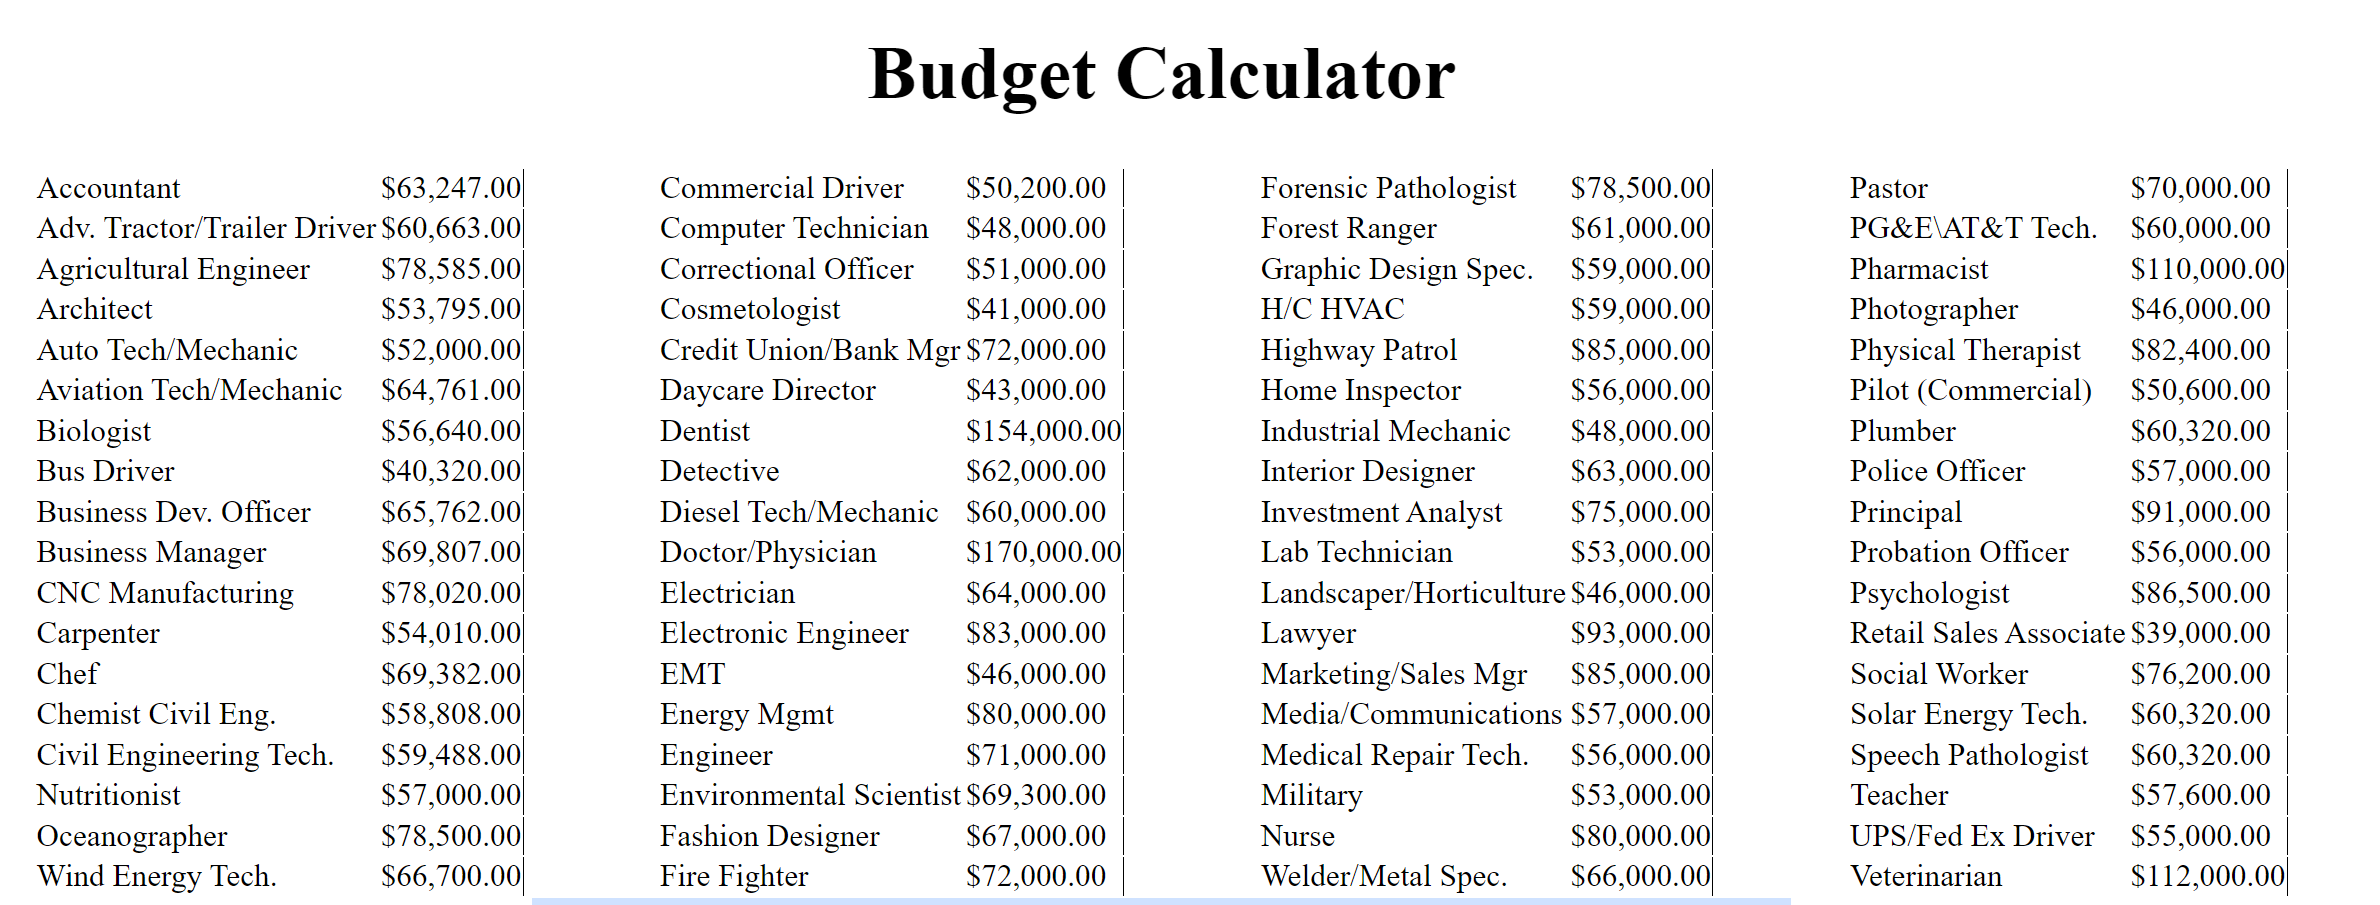 Budget Calculator
Accountant $63,247.00 Commercial Driver $50,200.00 Forensic Pathologist $78,500.00 Pastor $70,000.00
Adv. Tractor/Trailer Driver $60,663.00 Computer Technician $48,000.00 Forest Ranger $61,000.00 PG&E\AT&T Tech. $60,000.00
Agricultural Engineer $78,585.00 Correctional Officer $51,000.00 Graphic Design Spec. $59,000.00 Pharmacist $110,000.00
Architect $53,795.00 Cosmetologist $41,000.00 H/C HVAC $59,000.00 Photographer $46,000.00
Auto Tech/Mechanic $52,000.00 Credit Union/Bank Mgr $72,000.00 Highway Patrol $85,000.00 Physical Therapist $82,400.00
Aviation Tech/Mechanic $64,761.00 Daycare Director $43,000.00 Home Inspector $56,000.00 Pilot (Commercial) $50,600.00
Biologist $56,640.00 Dentist $154,000.00 Industrial Mechanic $48,000.00 Plumber $60,320.00
Bus Driver $40,320.00 Detective $62,000.00 Interior Designer $63,000.00 Police Officer $57,000.00
Business Dev. Officer $65,762.00 Diesel Tech/Mechanic $60,000.00 Investment Analyst $75,000.00 Principal $91,000.00
Business Manager $69,807.00 Doctor/Physician $170,000.00 Lab Technician $53,000.00 Probation Officer $56,000.00
CNC Manufacturing $78,020.00 Electrician $64,000.00 Landscaper/Horticulture $46,000.00 Psychologist $86,500.00
Carpenter $54,010.00 Electronic Engineer $83,000.00 Lawyer $93,000.00 Retail Sales Associate $39,000.00
Chef $69,382.00 EMT $46,000.00 Marketing/Sales Mgr $85,000.00 Social Worker $76,200.00
Chemist Civil Eng. $58,808.00 Energy Mgmt $80,000.00 Media/Communications $57,000.00 Solar Energy Tech. $60,320.00
Civil Engineering Tech. $59,488.00 Engineer $71,000.00 Medical Repair Tech. $56,000.00 Speech Pathologist $60,320.00
Nutritionist $57,000.00 Environmental Scientist $69,300.00 Military $53,000.00 Teacher $57,600.00
Oceanographer $78,500.00 Fashion Designer $67,000.00 Nurse $80,000.00 UPS/Fed Ex Driver $55,000.00
Wind Energy Tech. $66,700.00 Fire Fighter $72,000.00 Welder/Metal Spec. $66,000.00 Veterinarian $112,000.00